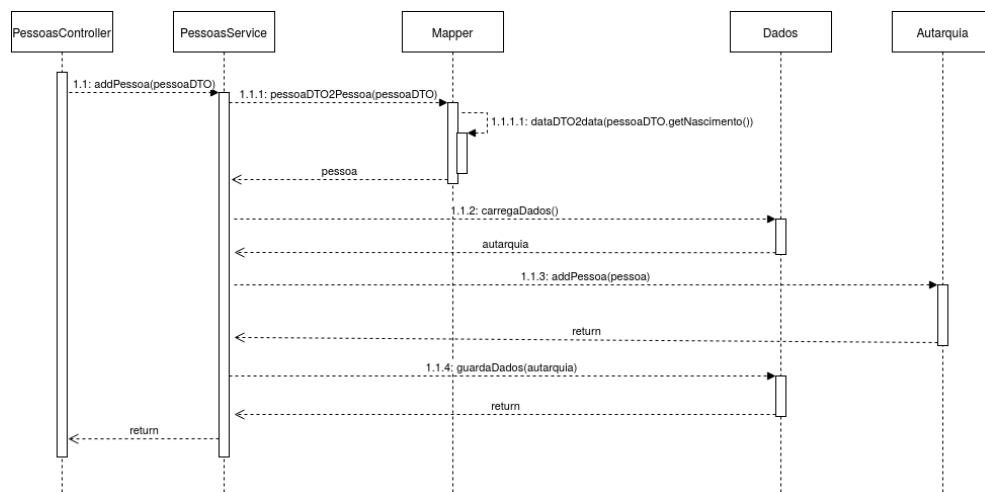 PessoasController
PessoasService
Mapper
Dados
Autarquia
1.1: addPessoa(pessoaDTO)
1.1.1: pessoaDTO2Pessoa(pessoaDTO)
1.1.1.1: dataDTO2data(pessoaDTO.getNascimento())
pessoa
1.1.2: carregaDados()
autarquia
1.1.3: addPessoa(pessoa)
return
1.1.4: guardaDados(autarquia)
return
return